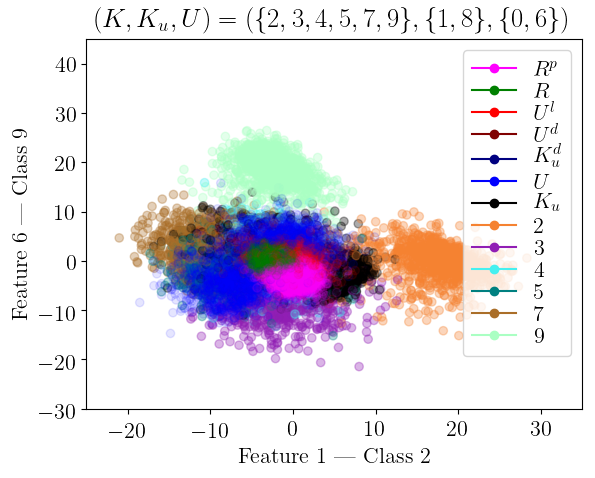 (K, K_u, U) = ({2, 3, 4, 5, 7, 9}, {1, 8}, {0, 6})
40
30
20
10
0
−10
−20
−30
Feature 6 — Class 9
−20 −10 0 10 20 30
Feature 1 — Class 2
R^p
R
U^l
U^d
K_u^d
U
K_u
2
3
4
5
7
9